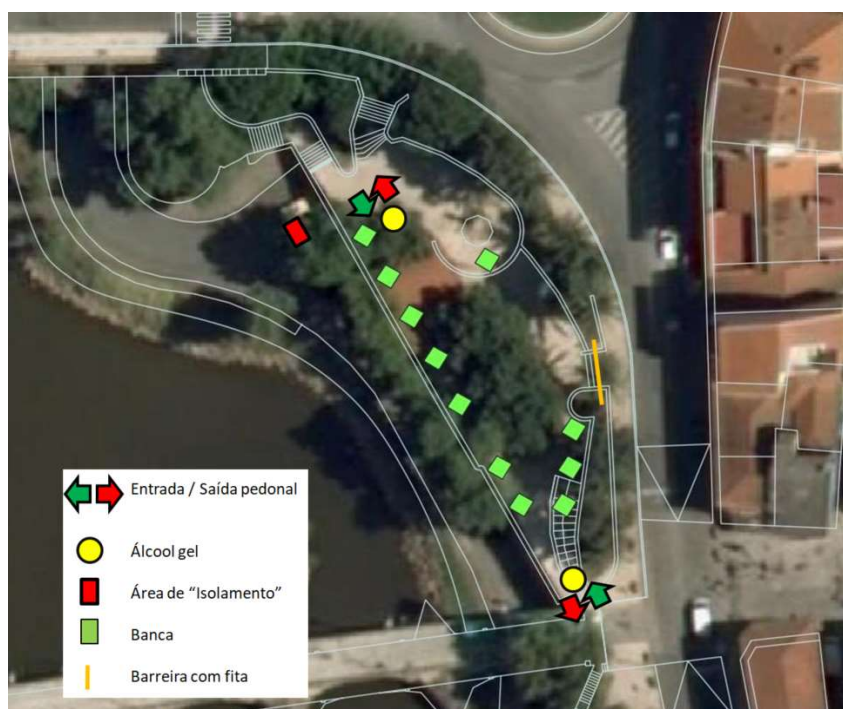 Entrada / Saída pedonal
Álcool gel
Área de “Isolamento”
Banca
Barreira com fita